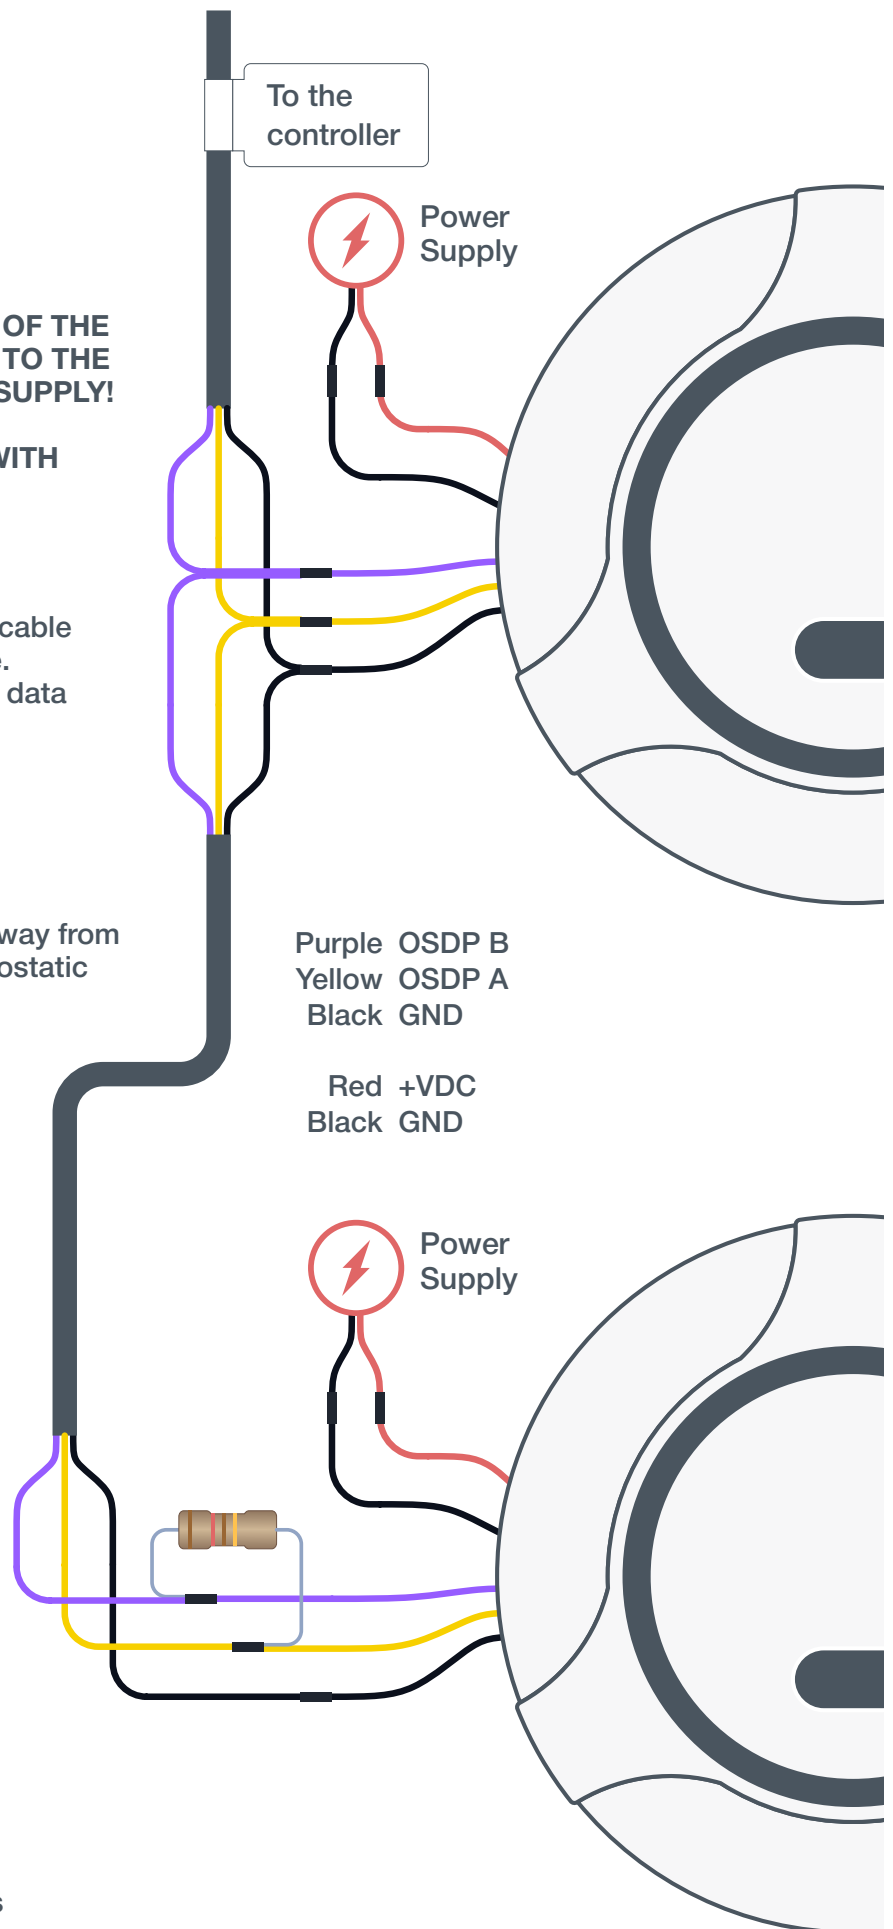 To the
controller
Power
Supply
OF THE
TO THE
SUPPLY!
WITH
cable
data
way from
ostatic
Purple OSDP B
Yellow OSDP A
Black GND
Red +VDC
Black GND
Power
Supply
s